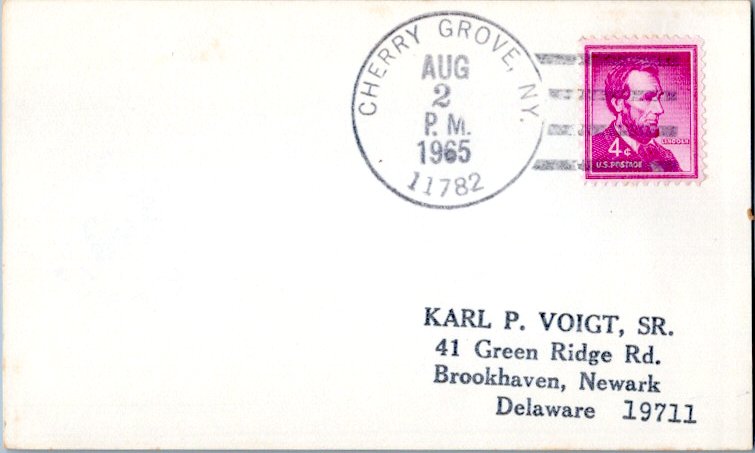 CHERRY GROVE, NY.
AUG
2
P.M.
1965
11782
LINCOLN
4¢
U.S. POSTAGE
KARL P. VOIGT, SR.
41 Green Ridge Rd.
Brookhaven, Newark
Delaware 19711